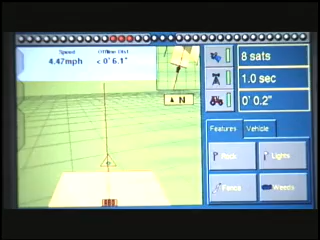 Speed
Offline Dist
4.47mph
< 0' 6.1"
8 sats
1.0 sec
0' 0.2"
N
Features
Vehicle
Rock
Lights
Fence
Weeds